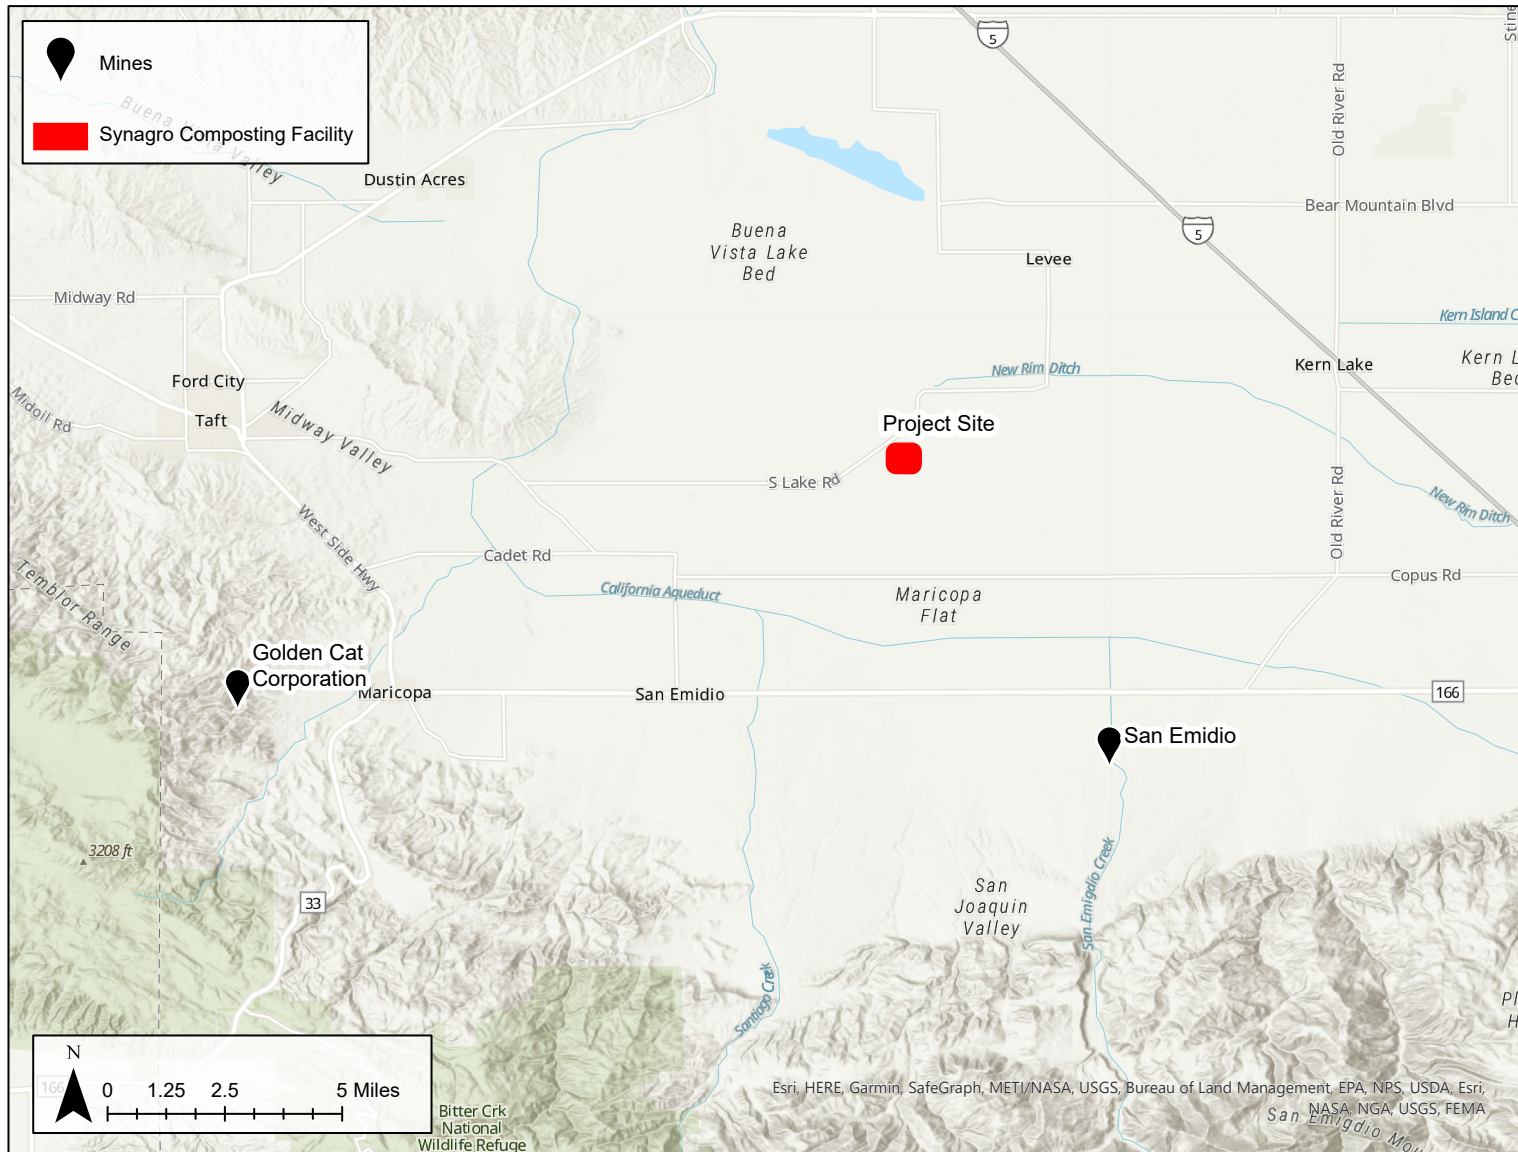 Mines
Synagro Composting Facility
Buena Vista Valley
Dustin Acres
5
Old River Rd
Bear Mountain Blvd
5
Buena
Vista Lake
Bed
Levee
Midway Rd
Kern Island
Kern Lake
Kern
New Rim Ditch
Ford City
Taft
Midoil Rd
Midway Valley
Project Site
S Lake Rd
New Rim Ditch
Old River Rd
West Side Hwy
Cadet Rd
Copus Rd
California Aqueduct
Maricopa
Flat
Temblor Range
Golden Cat
Corporation
Maricopa
San Emidio
166
San Emidio
3208 ft
San Emigdio Creek
San
Joaquin
Valley
33
Santiago Creek
N
0 1.25 2.5 5 Miles
166
Bitter Crk
National
Wildlife Refuge
Esri, HERE, Garmin, SafeGraph, METI/NASA, USGS, Bureau of Land Management, EPA, NPS, USDA, Esri,
NASA, NGA, USGS, FEMA
San Emigdio